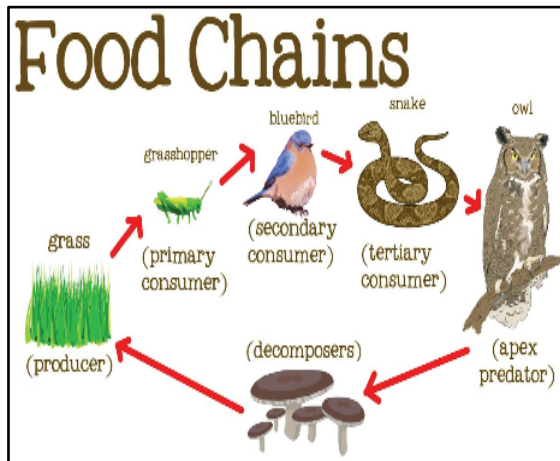 Food Chains
grass
(producer)
grasshopper
(primary
consumer)
bluebird
(secondary
consumer)
snake
(tertiary
consumer)
owl
(apex
predator)
(decomposers)